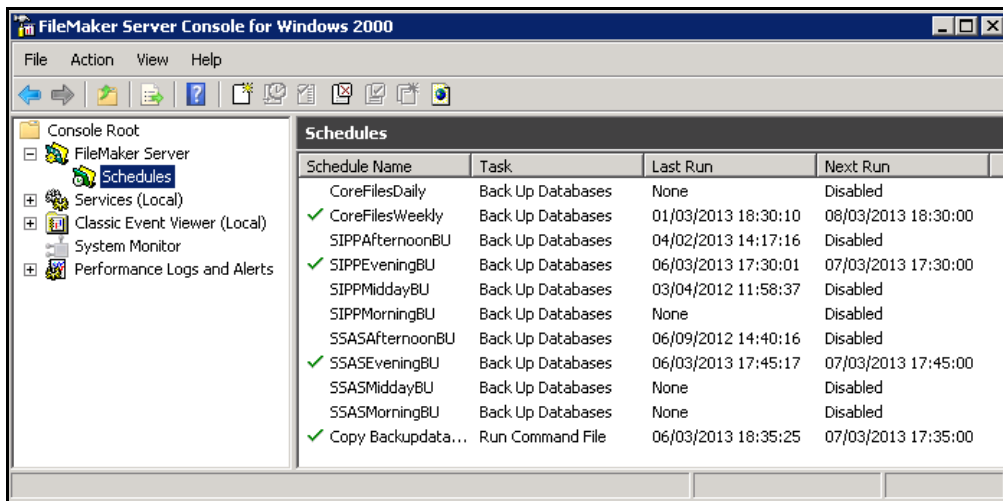 FileMaker Server Console for Windows 2000
File Action View Help
Console Root
FileMaker Server
Schedules
Services (Local)
Classic Event Viewer (Local)
System Monitor
Performance Logs and Alerts
Schedules
Schedule Name Task Last Run Next Run
CoreFilesDaily Back Up Databases None Disabled
CoreFilesWeekly Back Up Databases 01/03/2013 18:30:10 08/03/2013 18:30:00
SIPPAfternoonBU Back Up Databases 04/02/2013 14:17:16 Disabled
SIPPEveningBU Back Up Databases 06/03/2013 17:30:01 07/03/2013 17:30:00
SIPPMiddayBU Back Up Databases 03/04/2012 11:58:37 Disabled
SIPPMorningBU Back Up Databases None Disabled
SSASAfternoonBU Back Up Databases 06/09/2012 14:40:16 Disabled
SSASEveningBU Back Up Databases 06/03/2013 17:45:17 07/03/2013 17:45:00
SSASMiddayBU Back Up Databases None Disabled
SSASMorningBU Back Up Databases None Disabled
Copy Backupdata... Run Command File 06/03/2013 18:35:25 07/03/2013 17:35:00